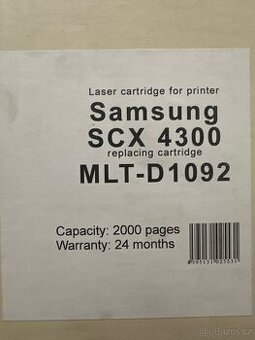 Laser cartridge for printer
Samsung
SCX 4300
replacing cartridge
MLT-D1092
Capacity: 2000 pages
Warranty: 24 months